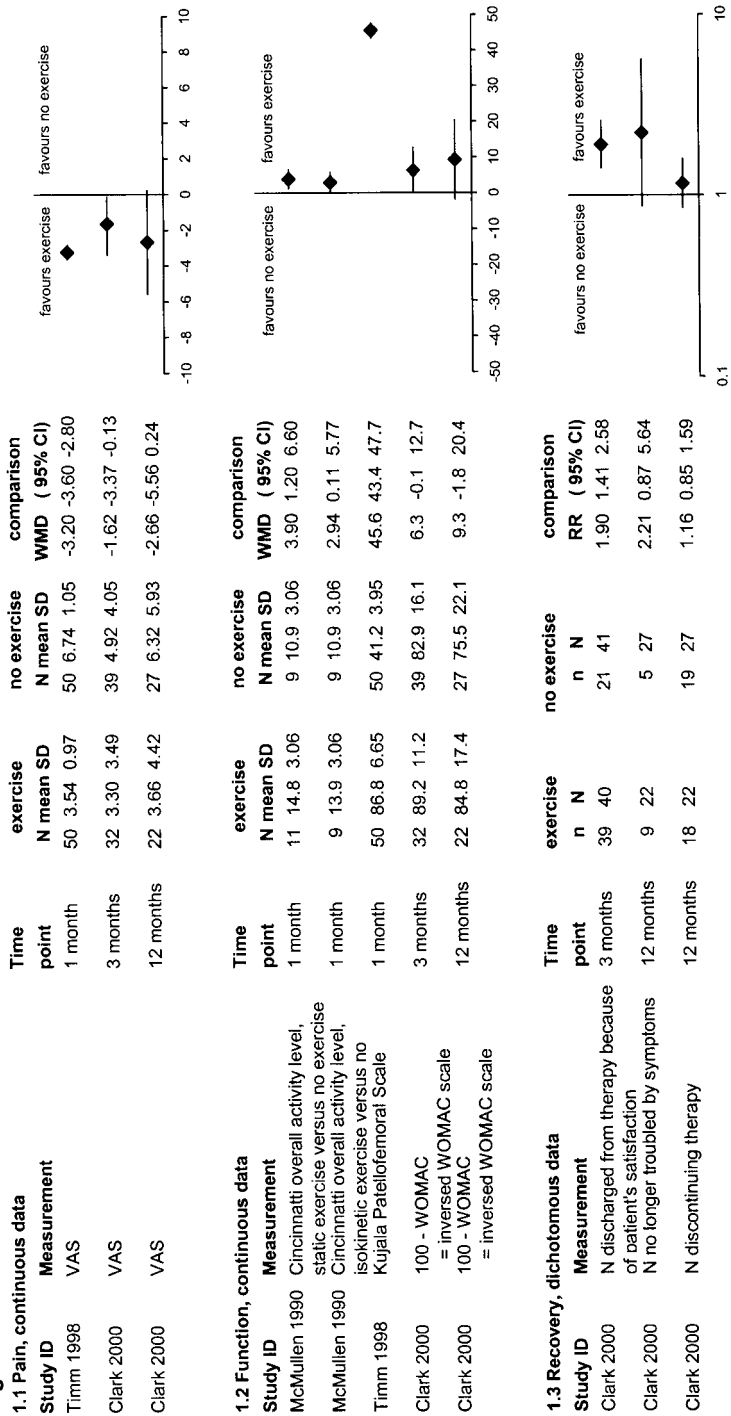 1.1 Pain, continuous data
Study ID Measurement Time point exercise N mean SD no exercise N mean SD comparison WMD ( 95% CI)
Timm 1998 VAS 1 month 50 3.54 0.97 50 6.74 1.05 -3.20 -3.60 -2.80
Clark 2000 VAS 3 months 32 3.30 3.49 39 4.92 4.05 -1.62 -3.37 -0.13
Clark 2000 VAS 12 months 22 3.66 4.42 27 6.32 5.93 -2.66 -5.56 0.24
favours exercise favours no exercise
-10 -8 -6 -4 -2 0 2 4 6 8 10
1.2 Function, continuous data
Study ID Measurement Time point exercise N mean SD no exercise N mean SD comparison WMD ( 95% CI)
McMullen 1990 Cincinnatti overall activity level, 1 month 11 14.8 3.06 9 10.9 3.06 3.90 1.20 6.60
static exercise versus no exercise
McMullen 1990 Cincinnatti overall activity level, 1 month 9 13.9 3.06 9 10.9 3.06 2.94 0.11 5.77
isokinetic exercise versus no
Timm 1998 Kujala Patellofemoral Scale 1 month 50 86.8 6.65 50 41.2 3.95 45.6 43.4 47.7
Clark 2000 100 - WOMAC 3 months 32 89.2 11.2 39 82.9 16.1 6.3 -0.1 12.7
= inversed WOMAC scale
Clark 2000 100 - WOMAC 12 months 22 84.8 17.4 27 75.5 22.1 9.3 -1.8 20.4
= inversed WOMAC scale
favours no exercise favours exercise
-50 -40 -30 -20 -10 0 10 20 30 40 50
1.3 Recovery, dichotomous data
Study ID Measurement Time point exercise n N no exercise n N comparison RR ( 95% CI)
Clark 2000 N discharged from therapy because 3 months 39 40 21 41 1.90 1.41 2.58
of patient's satisfaction
Clark 2000 N no longer troubled by symptoms 12 months 9 22 5 27 2.21 0.87 5.64
Clark 2000 N discontinuing therapy 12 months 18 22 19 27 1.16 0.85 1.59
favours no exercise favours exercise
0.1 1 10